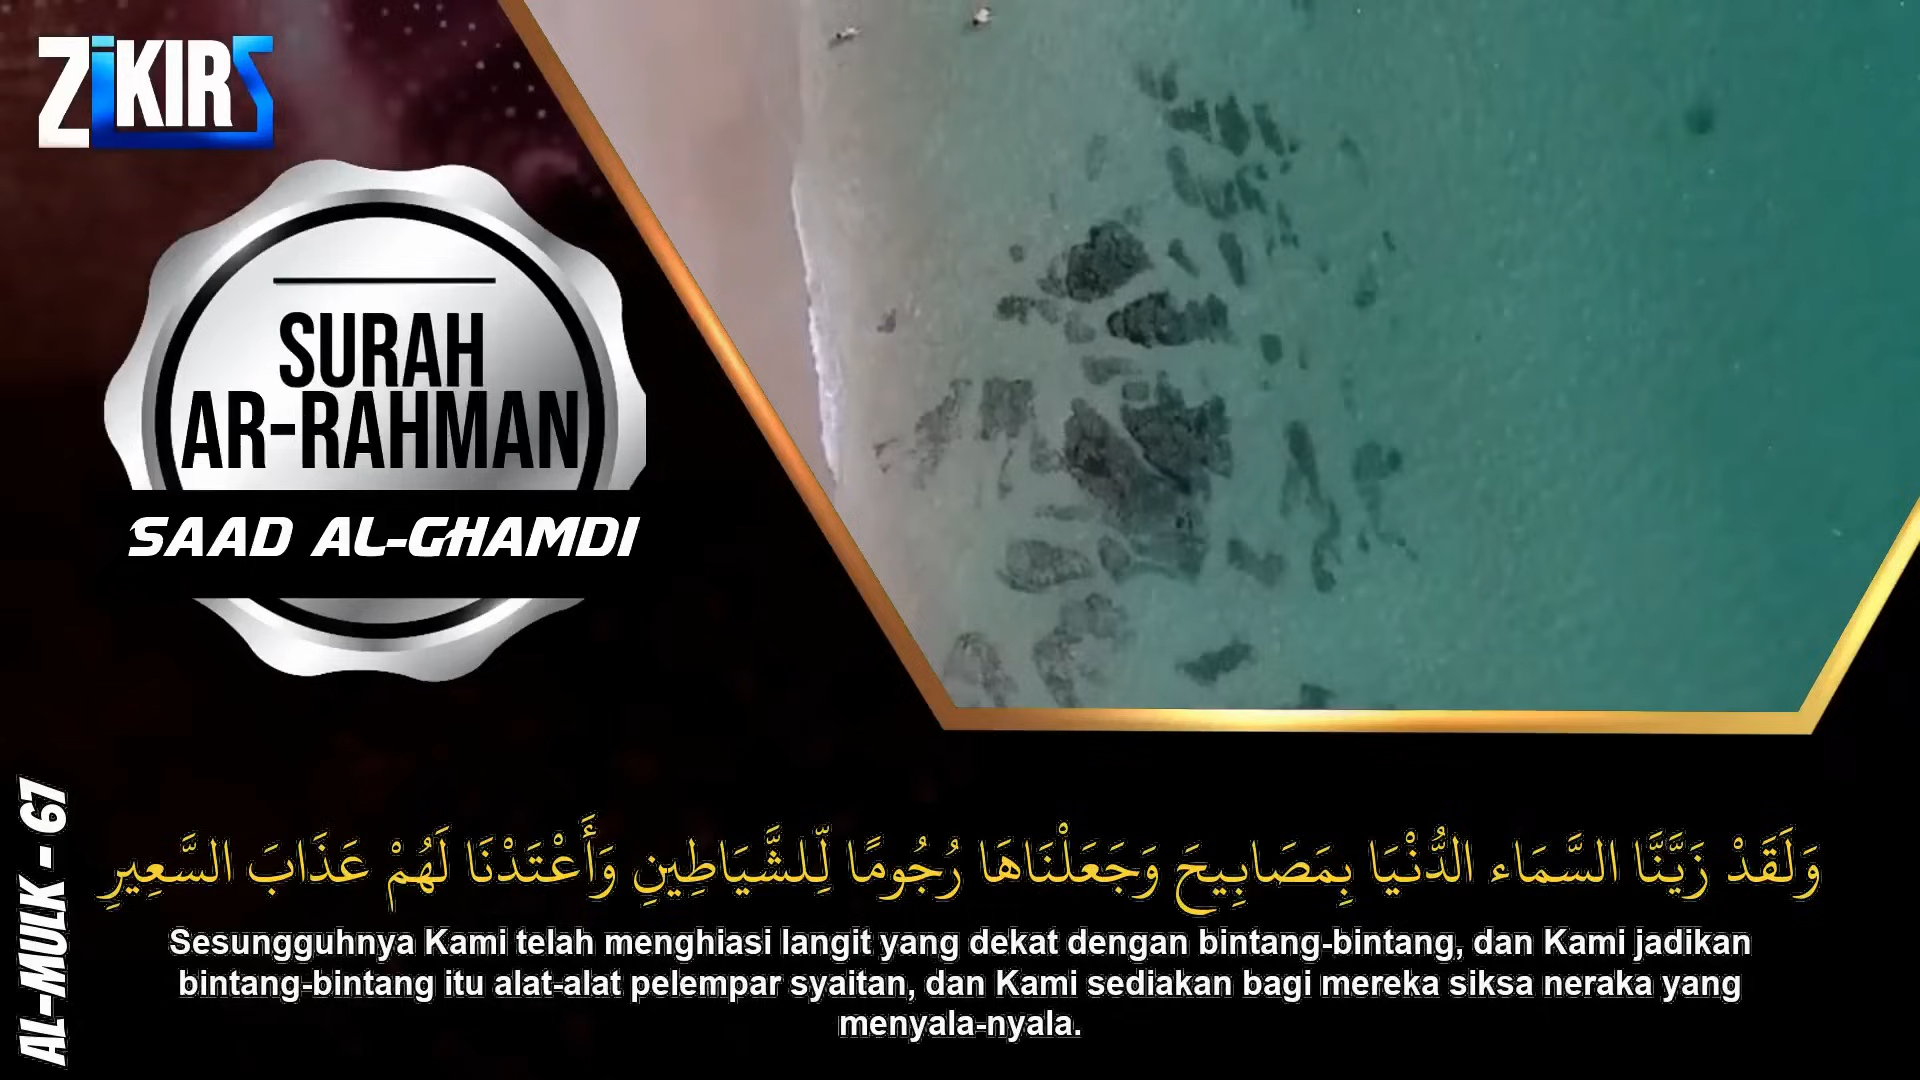 ZiKIRS
SURAH
AR-RAHMAN
SAAD AL-GHAMDI
AL-MULK - 67
وَلَقَدْ زَيَّنَّا السَّمَاء الدُّنْيَا بِمَصَابِيحَ وَجَعَلْنَاهَا رُجُومًا لِّلشَّيَاطِينِ وَأَعْتَدْنَا لَهُمْ عَذَابَ السَّعِيرِ
Sesungguhnya Kami telah menghiasi langit yang dekat dengan bintang-bintang, dan Kami jadikan
bintang-bintang itu alat-alat pelempar syaitan, dan Kami sediakan bagi mereka siksa neraka yang
menyala-nyala.